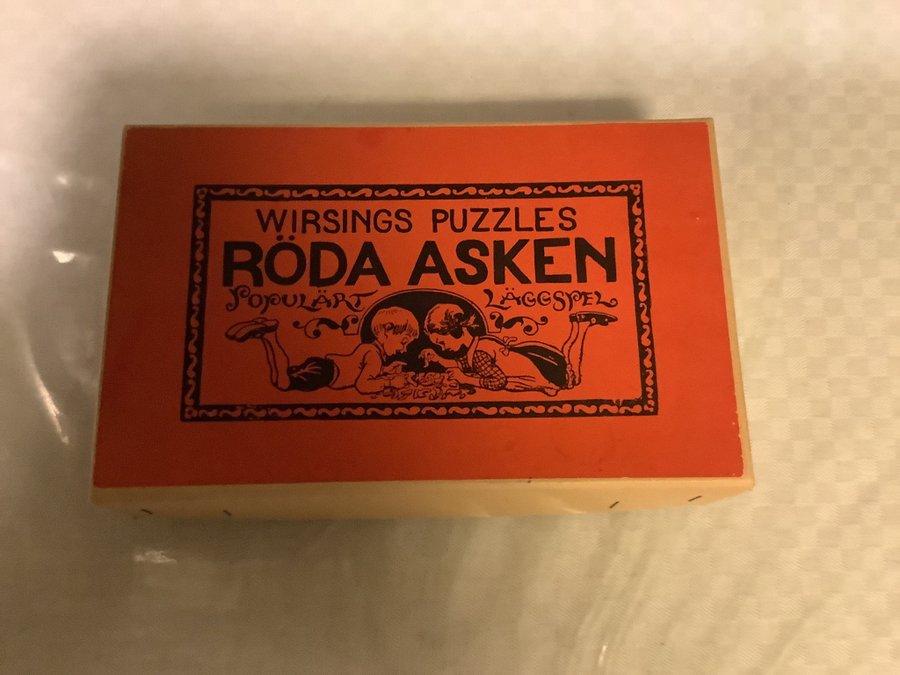 WIRSINGS PUZZLES
RÖDA ASKEN
POPULÄRT LÄGGSPEL